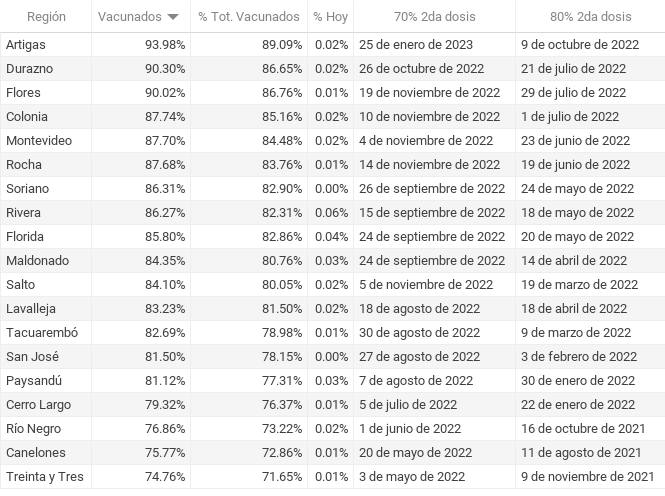 Región Vacunados % Tot. Vacunados % Hoy 70% 2da dosis 80% 2da dosis
Artigas 93.98% 89.09% 0.02% 25 de enero de 2023 9 de octubre de 2022
Durazno 90.30% 86.65% 0.02% 26 de octubre de 2022 21 de julio de 2022
Flores 90.02% 86.76% 0.01% 19 de noviembre de 2022 29 de julio de 2022
Colonia 87.74% 85.16% 0.02% 10 de noviembre de 2022 1 de julio de 2022
Montevideo 87.70% 84.48% 0.02% 4 de noviembre de 2022 23 de junio de 2022
Rocha 87.68% 83.76% 0.01% 14 de noviembre de 2022 19 de junio de 2022
Soriano 86.31% 82.90% 0.00% 26 de septiembre de 2022 24 de mayo de 2022
Rivera 86.27% 82.31% 0.06% 15 de septiembre de 2022 18 de mayo de 2022
Florida 85.80% 82.86% 0.04% 24 de septiembre de 2022 20 de mayo de 2022
Maldonado 84.35% 80.76% 0.03% 24 de septiembre de 2022 14 de abril de 2022
Salto 84.10% 80.05% 0.02% 5 de noviembre de 2022 19 de marzo de 2022
Lavalleja 83.23% 81.50% 0.02% 18 de agosto de 2022 18 de abril de 2022
Tacuarembó 82.69% 78.98% 0.01% 30 de agosto de 2022 9 de marzo de 2022
San José 81.50% 78.15% 0.00% 27 de agosto de 2022 3 de febrero de 2022
Paysandú 81.12% 77.31% 0.03% 7 de agosto de 2022 30 de enero de 2022
Cerro Largo 79.32% 76.37% 0.01% 5 de julio de 2022 22 de enero de 2022
Río Negro 76.86% 73.22% 0.02% 1 de junio de 2022 16 de octubre de 2021
Canelones 75.77% 72.86% 0.01% 20 de mayo de 2022 11 de agosto de 2021
Treinta y Tres 74.76% 71.65% 0.01% 3 de mayo de 2022 9 de noviembre de 2021